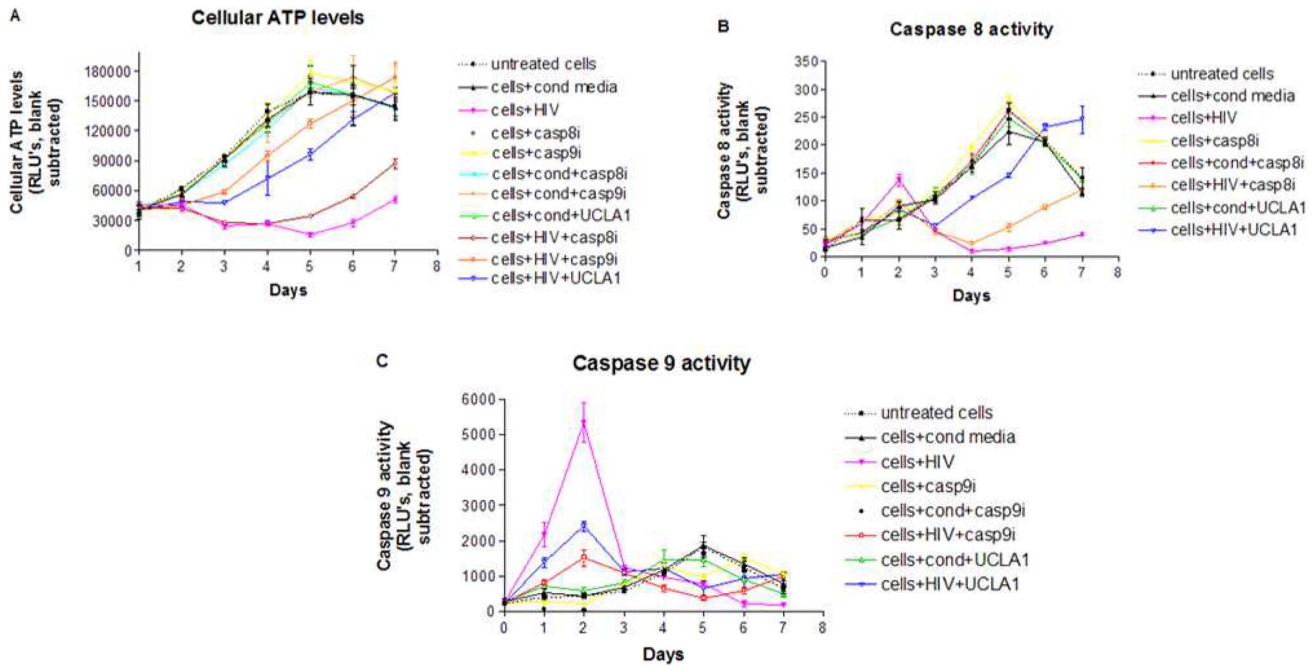 A
Cellular ATP levels
Cellular ATP levels
(RLU's, blank
subtracted)
180000
150000
120000
90000
60000
30000
0
1 2 3 4 5 6 7 8
Days
untreated cells
cells+cond media
cells+HIV
cells+casp8i
cells+casp9i
cells+cond+casp8i
cells+cond+casp9i
cells+cond+UCLA1
cells+HIV+casp8i
cells+HIV+casp9i
cells+HIV+UCLA1
B
Caspase 8 activity
Caspase 8 activity
(RLU's, blank
subtracted)
350
300
250
200
150
100
50
0
0 1 2 3 4 5 6 7 8
Days
untreated cells
cells+cond media
cells+HIV
cells+casp8i
cells+cond+casp8i
cells+HIV+casp8i
cells+cond+UCLA1
cells+HIV+UCLA1
C
Caspase 9 activity
Caspase 9 activity
(RLU's, blank
subtracted)
6000
5000
4000
3000
2000
1000
0
0 1 2 3 4 5 6 7 8
Days
untreated cells
cells+cond media
cells+HIV
cells+casp9i
cells+cond+casp9i
cells+HIV+casp9i
cells+cond+UCLA1
cells+HIV+UCLA1